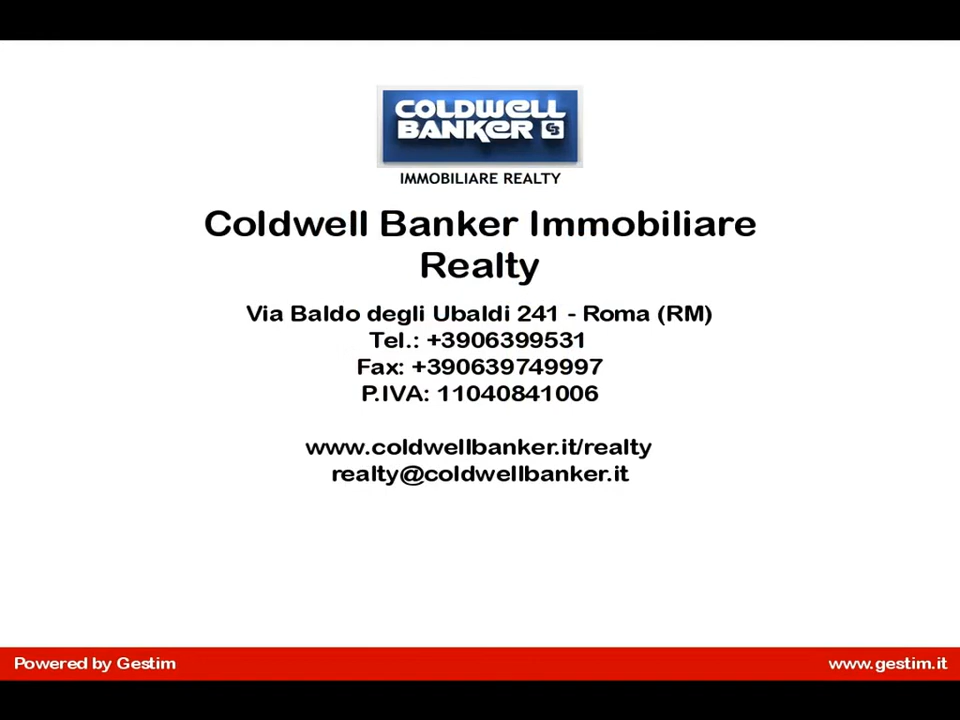 COLDWELL
BANKER CB
IMMOBILIARE REALTY
Coldwell Banker Immobiliare
Realty
Via Baldo degli Ubaldi 241 - Roma (RM)
Tel.: +3906399531
Fax: +390639749997
P.IVA: 11040841006
www.coldwellbanker.it/realty
realty@coldwellbanker.it
Powered by Gestim
www.gestim.it